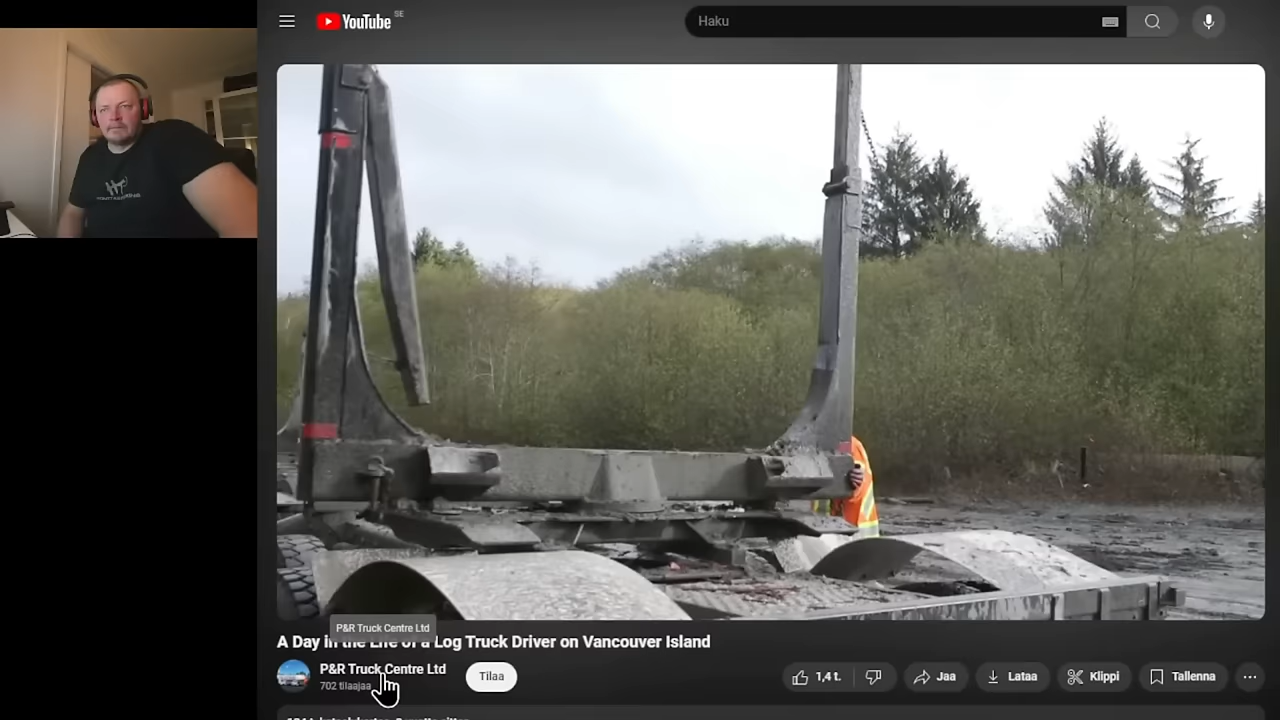 YouTube SE
Haku
P&R Truck Centre Ltd
A Day in the Life of a Log Truck Driver on Vancouver Island
P&R Truck Centre Ltd
702 tilaajaa
Tilaa
1,4 t.
Jaa
Lataa
Klippi
Tallenna